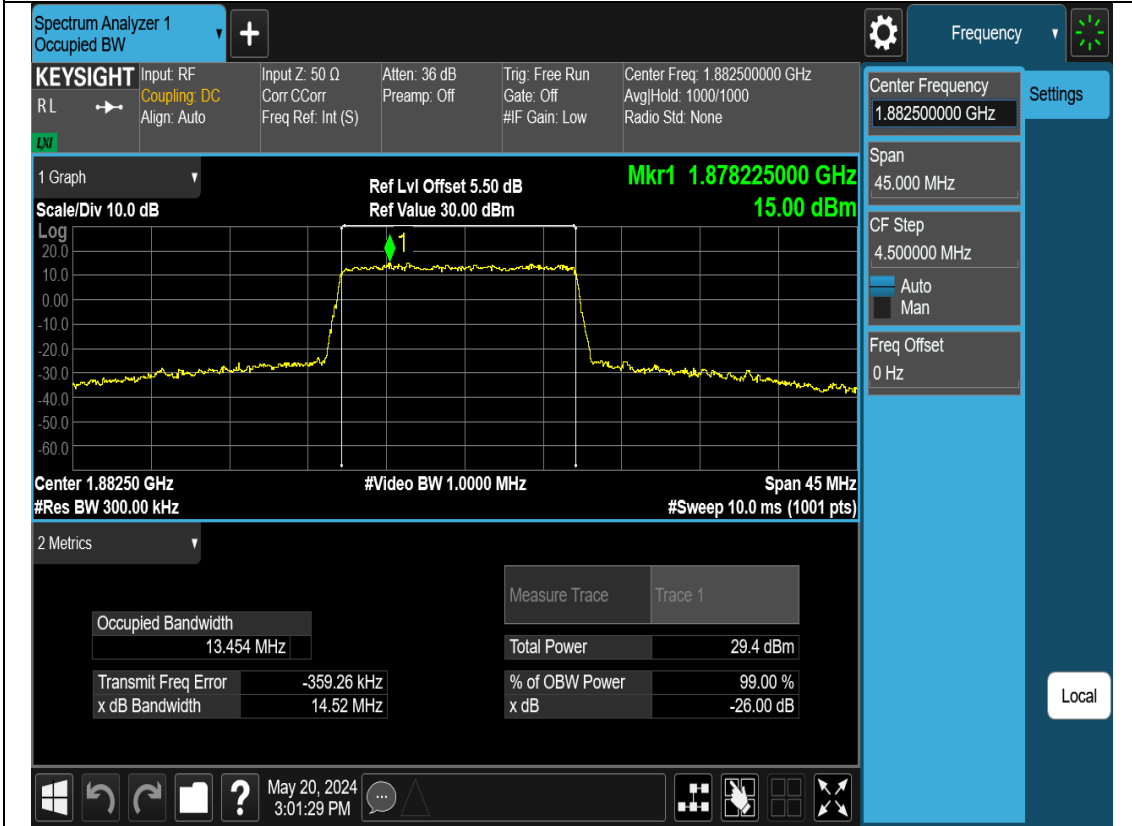 Spectrum Analyzer 1
Occupied BW
+
Frequency
KEYSIGHT
R L
LXI
Input: RF
Coupling: DC
Align: Auto
Input Z: 50 Ω
Corr CCorr
Freq Ref: Int (S)
Atten: 36 dB
Preamp: Off
Trig: Free Run
Gate: Off
#IF Gain: Low
Center Freq: 1.882500000 GHz
Avg|Hold: 1000/1000
Radio Std: None
Center Frequency
1.882500000 GHz
Settings
Span
45.000 MHz
CF Step
4.500000 MHz
Auto
Man
Freq Offset
0 Hz
Local
1 Graph
Scale/Div 10.0 dB
Ref Lvl Offset 5.50 dB
Ref Value 30.00 dBm
Mkr1 1.878225000 GHz
15.00 dBm
Log
1
20.0
10.0
0.00
-10.0
-20.0
-30.0
-40.0
-50.0
-60.0
Center 1.88250 GHz
#Res BW 300.00 kHz
#Video BW 1.0000 MHz
Span 45 MHz
#Sweep 10.0 ms (1001 pts)
2 Metrics
Measure Trace Trace 1
Occupied Bandwidth
13.454 MHz
Total Power 29.4 dBm
Transmit Freq Error -359.26 kHz
% of OBW Power 99.00 %
x dB Bandwidth 14.52 MHz
x dB -26.00 dB
?
May 20, 2024
3:01:29 PM